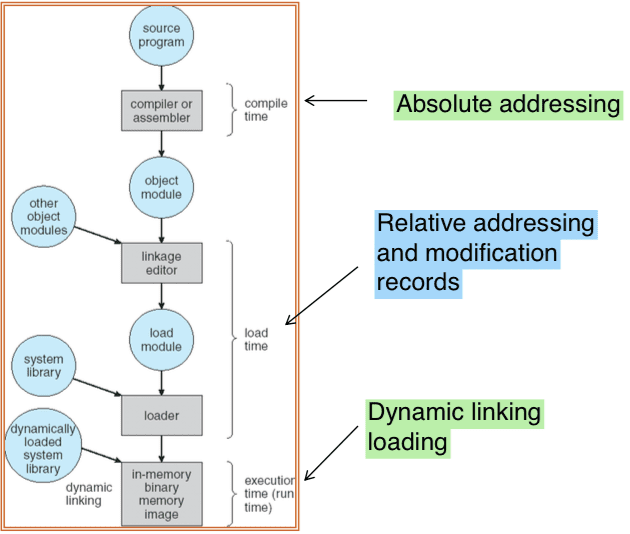 source
program
compiler or
assembler
compile
time
Absolute addressing
object
module
other
object
modules
linkage
editor
Relative addressing
and modification
records
load
module
load
time
system
library
loader
dynamically
loaded
system
library
dynamic
linking
in-memory
binary
memory
image
execution
time (run
time)
Dynamic linking
loading